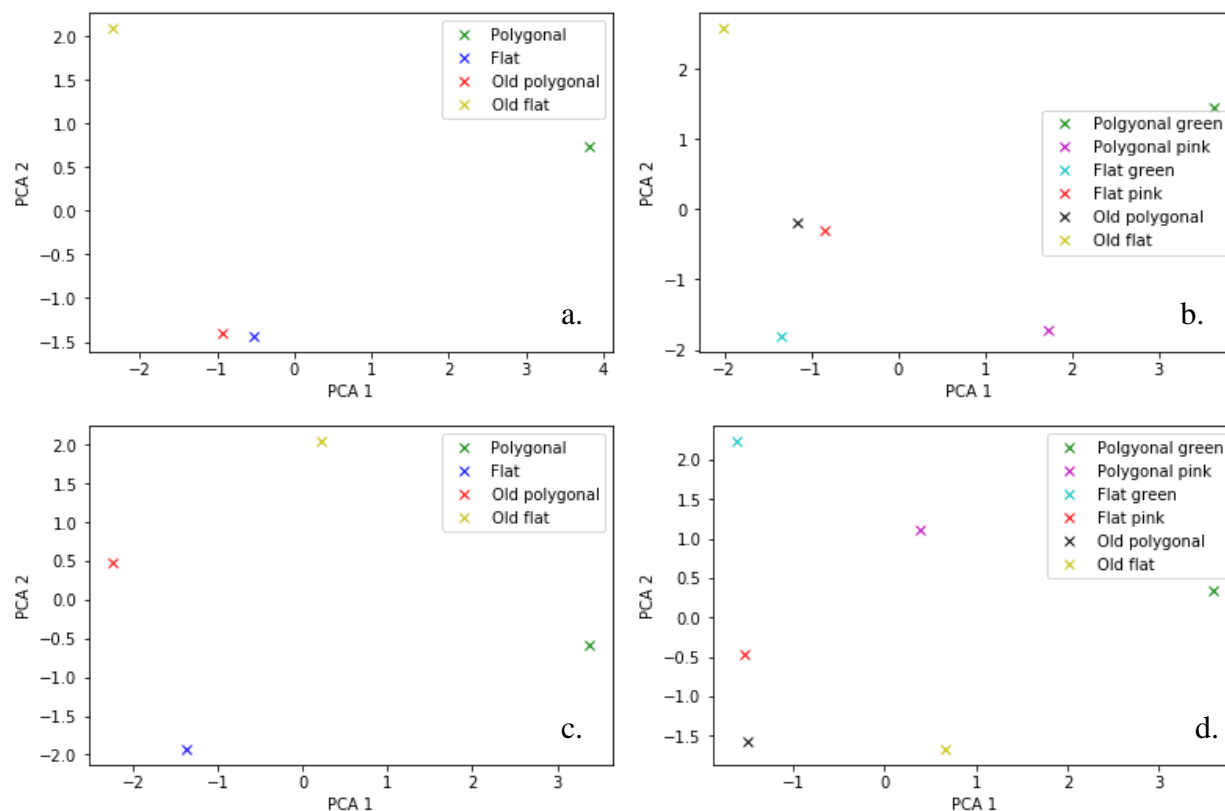 2.0
1.5
1.0
0.5
0.0
−0.5
−1.0
−1.5
PCA 2
−2
−1
0
1
2
3
4
PCA 1
Polygonal
Flat
Old polygonal
Old flat
a.
2
1
0
−1
−2
PCA 2
−2
−1
0
1
2
3
PCA 1
Polgyonal green
Polygonal pink
Flat green
Flat pink
Old polygonal
Old flat
b.
2.0
1.5
1.0
0.5
0.0
−0.5
−1.0
−1.5
−2.0
PCA 2
−2
−1
0
1
2
3
PCA 1
Polygonal
Flat
Old polygonal
Old flat
c.
2.0
1.5
1.0
0.5
0.0
−0.5
−1.0
−1.5
PCA 2
−1
0
1
2
3
PCA 1
Polgyonal green
Polygonal pink
Flat green
Flat pink
Old polygonal
Old flat
d.